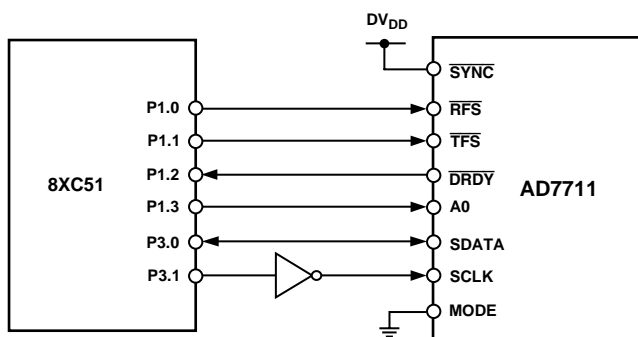 DV_DD
SYNC
P1.0
RFS
P1.1
TFS
P1.2
DRDY
8XC51
AD7711
P1.3
A0
P3.0
SDATA
P3.1
SCLK
MODE